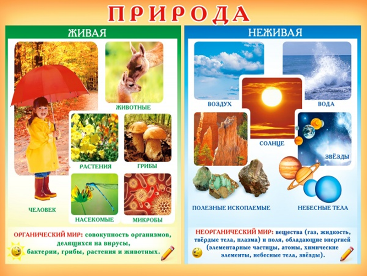 ПРИРОДА
ЖИВАЯ
ЖИВОТНЫЕ
РАСТЕНИЯ
ГРИБЫ
ЧЕЛОВЕК
НАСЕКОМЫЕ
МИКРОБЫ
ОРГАНИЧЕСКИЙ МИР: совокупность организмов,
делящихся на вирусы,
бактерии, грибы, растения и животных.
НЕЖИВАЯ
ВОЗДУХ
ВОДА
СОЛНЦЕ
ЗВЁЗДЫ
ПОЛЕЗНЫЕ ИСКОПАЕМЫЕ
НЕБЕСНЫЕ ТЕЛА
НЕОРГАНИЧЕСКИЙ МИР: вещества (газ, жидкость,
твёрдые тела, плазма) и поля, обладающие энергией
(элементарные частицы, атомы, химические
элементы, небесные тела, звёзды).